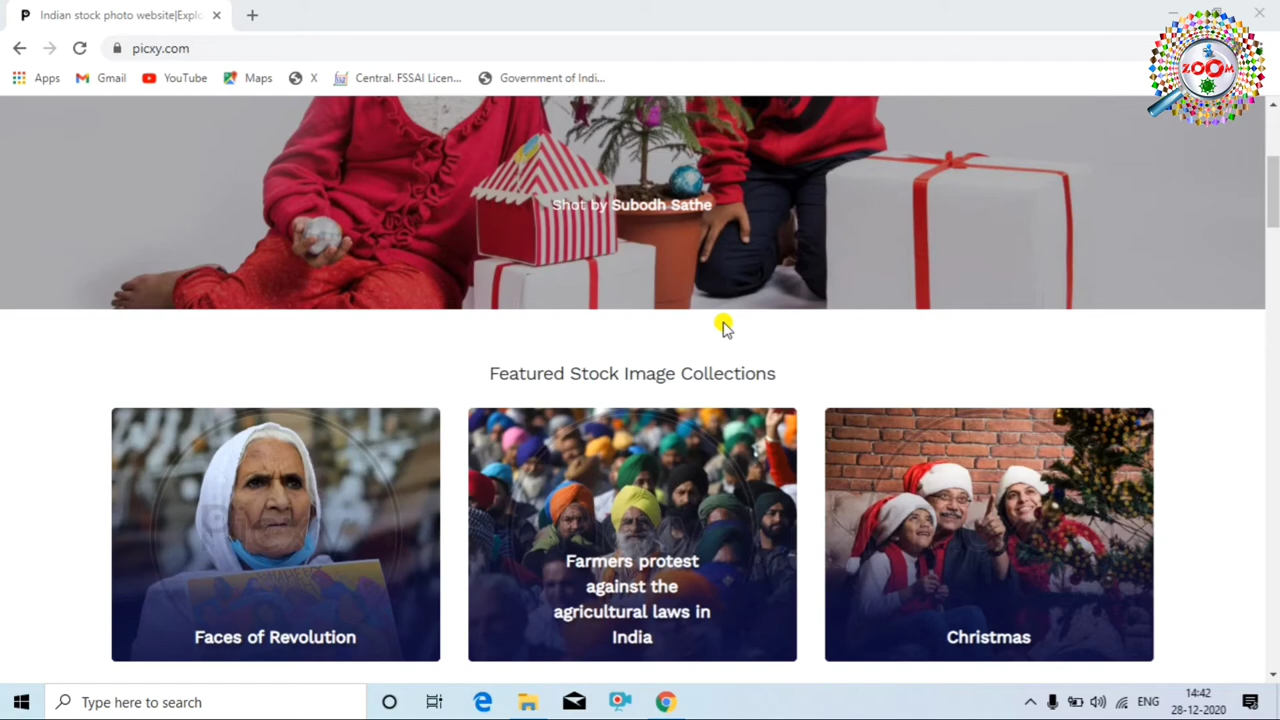 Indian stock photo website|Explo
picxy.com
Apps
Gmail
YouTube
Maps
X
Central. FSSAI Licen...
Government of Indi...
ZOOM
Shot by Subodh Sathe
Featured Stock Image Collections
Faces of Revolution
Farmers protest
against the
agricultural laws in
India
Christmas
Type here to search
ENG
14:42
28-12-2020